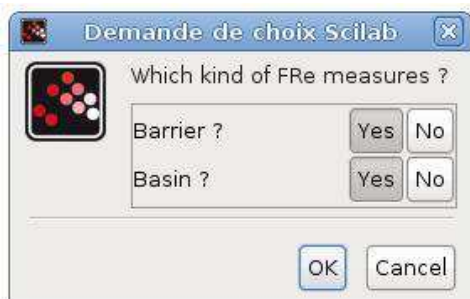 Demande de choix Scilab
Which kind of FRe measures ?
Barrier ? Yes No
Basin ? Yes No
OK Cancel